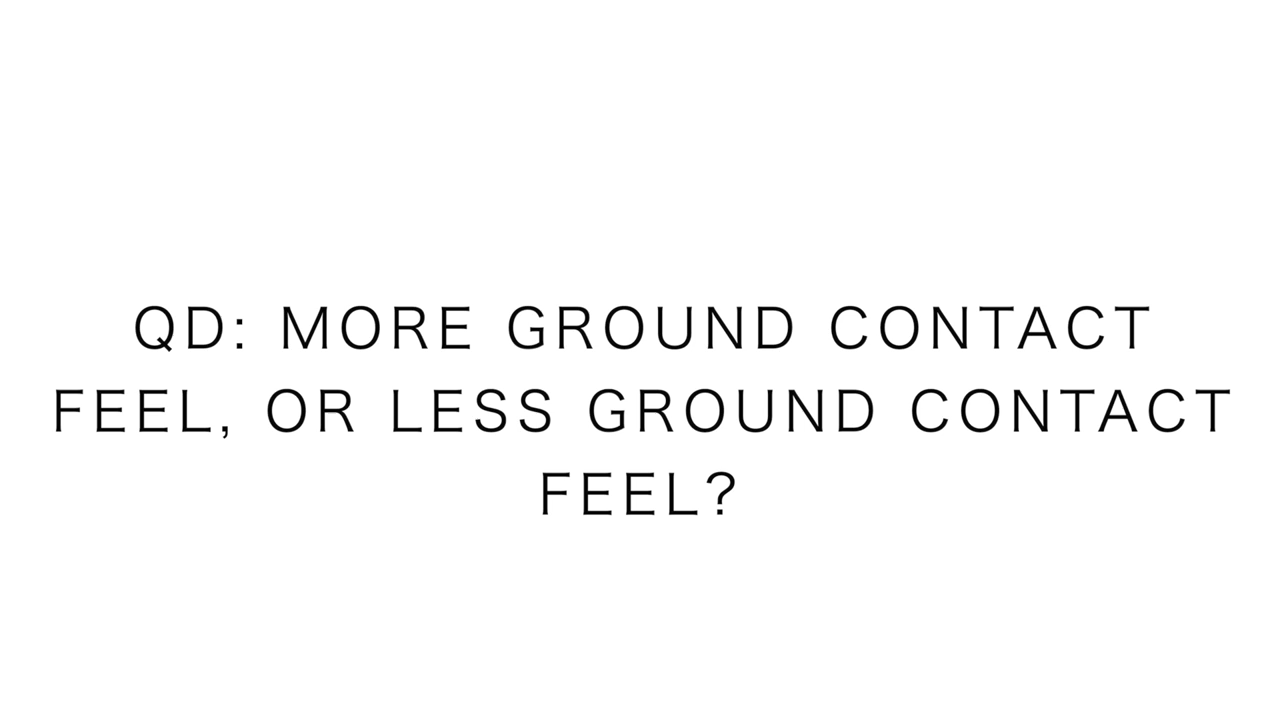 QD: MORE GROUND CONTACT
FEEL, OR LESS GROUND CONTACT
FEEL?